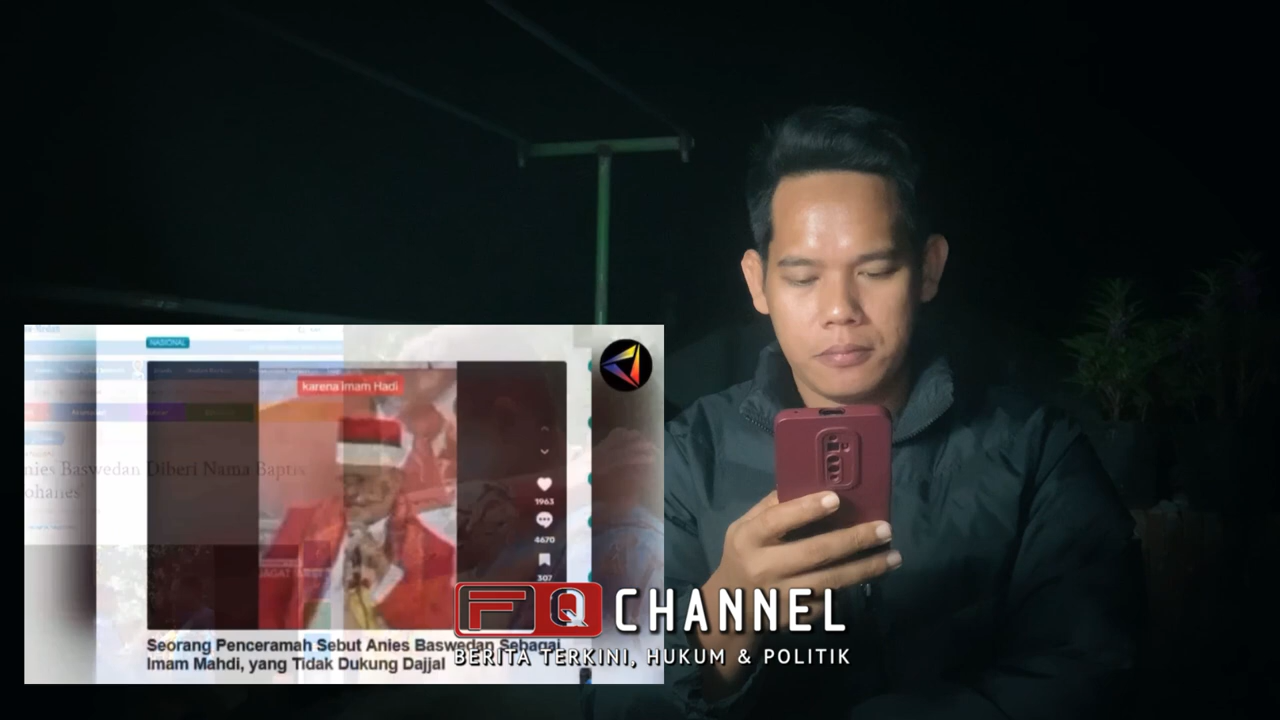 NASIONAL
karena Imam Hadi
nies Baswedan Diberi Nama Baptis
ohanes
1963
4670
307
Seorang Penceramah Sebut Anies Baswedan Sebagai
Imam Mahdi, yang Tidak Dukung Dajjal
FQ CHANNEL
BERITA TERKINI, HUKUM & POLITIK